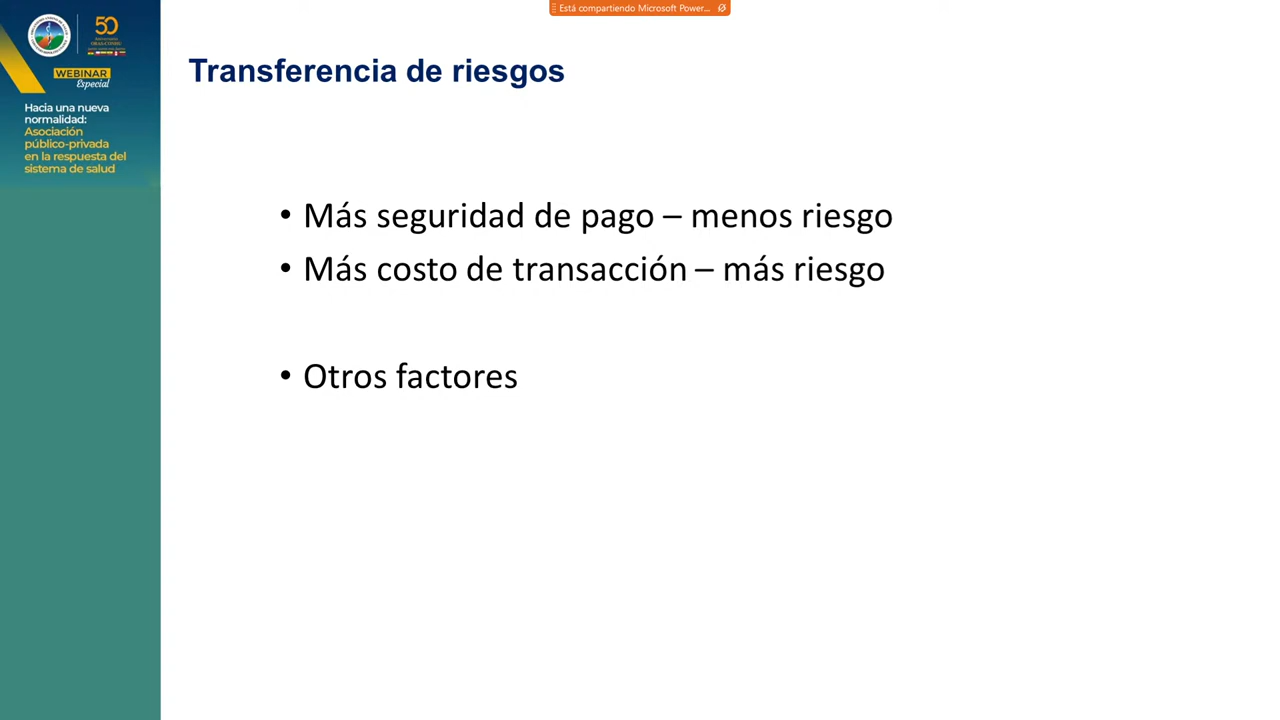 Está compartiendo Microsoft Power...
50
WEBINAR
Especial
Hacia una nueva
normalidad:
Asociación
público-privada
en la respuesta del
sistema de salud
Transferencia de riesgos
• Más seguridad de pago – menos riesgo
• Más costo de transacción – más riesgo
• Otros factores